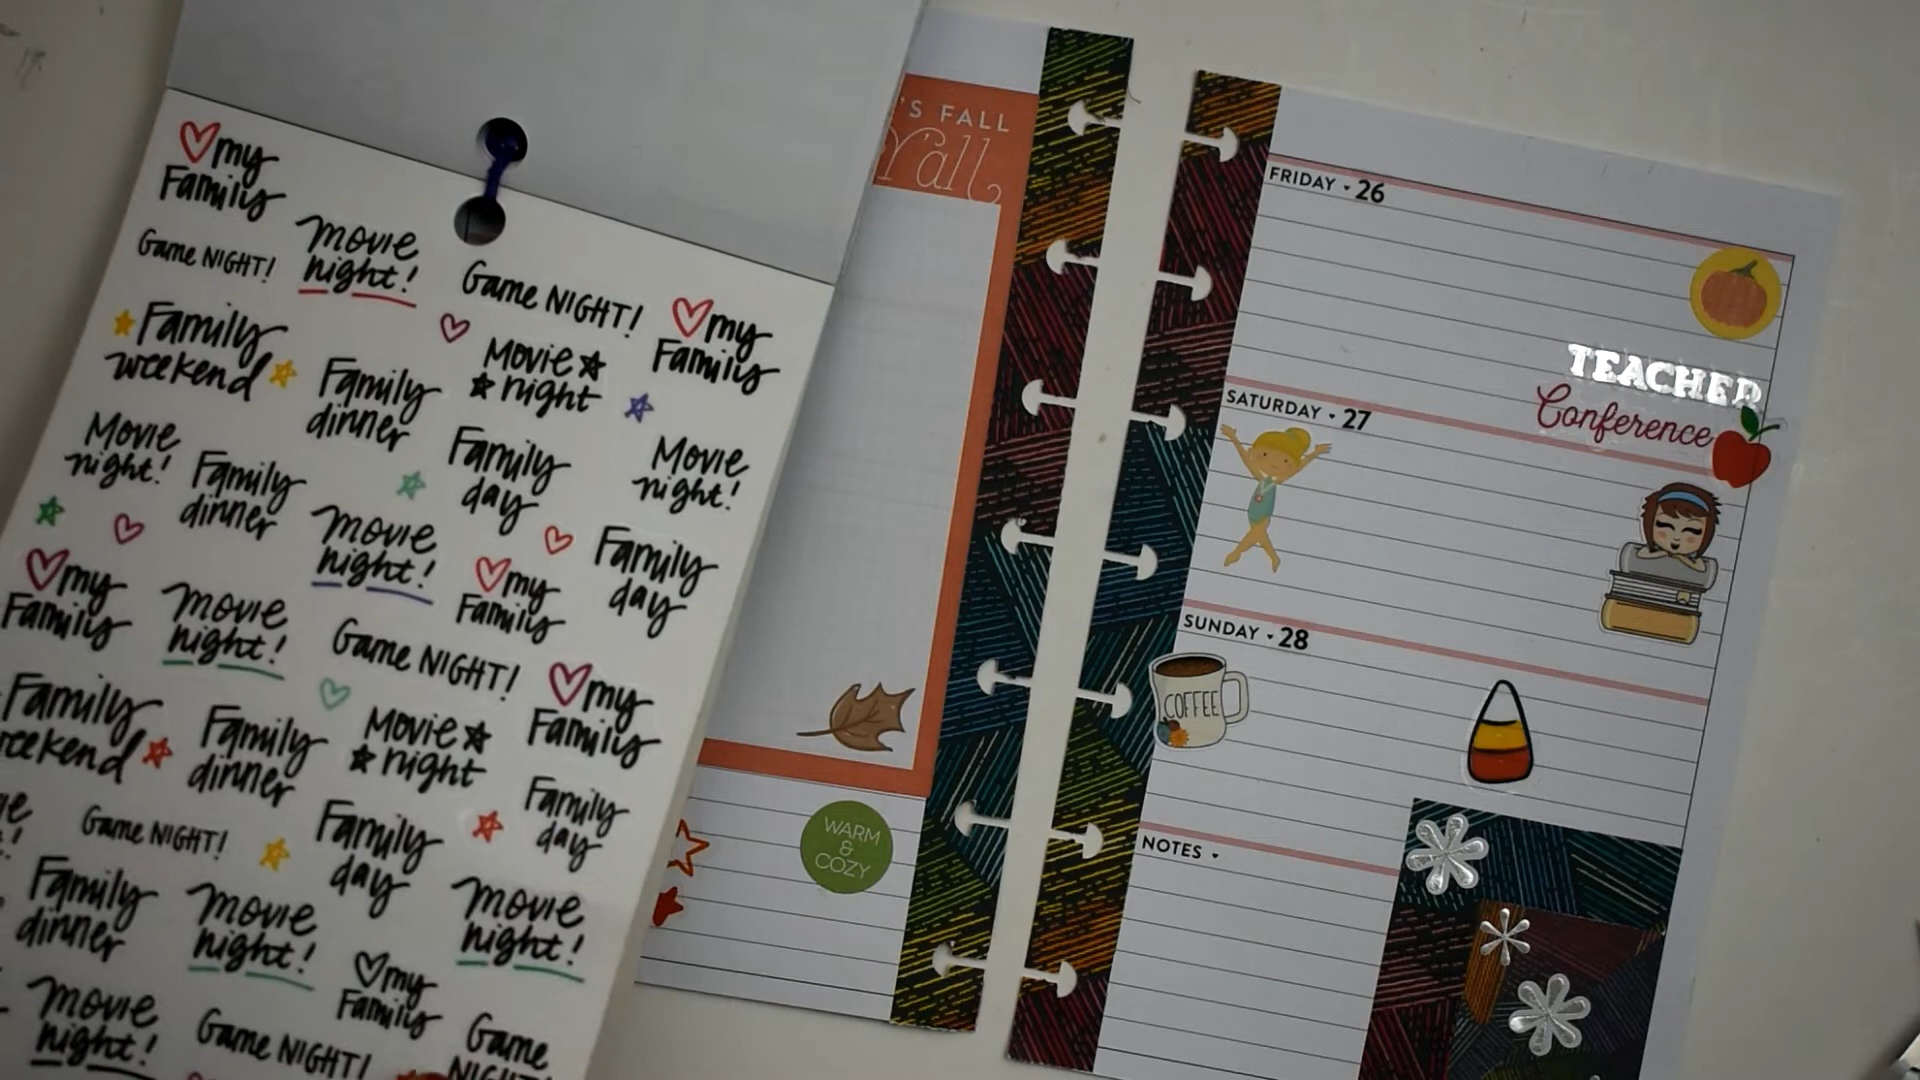 my
Family
Game NIGHT!
movie
night!
Game NIGHT!
my
Family
Family
weekend
Family
dinner
Movie
night
Movie
night!
Family
dinner
Family
day
Movie
night!
my
Family
movie
night!
movie
night!
my
Family
Family
day
Game NIGHT!
my
Family
Family
Family
dinner
Movie
night
Family
day
Game NIGHT!
Family
day
Family
dinner
movie
night!
my
Family
movie
night!
movie
night!
Game NIGHT!
Game
NIGHT!
'S FALL
Y'all
WARM
&
COZY
FRIDAY • 26
TEACHER
Conference
SATURDAY • 27
SUNDAY • 28
COFFEE
NOTES